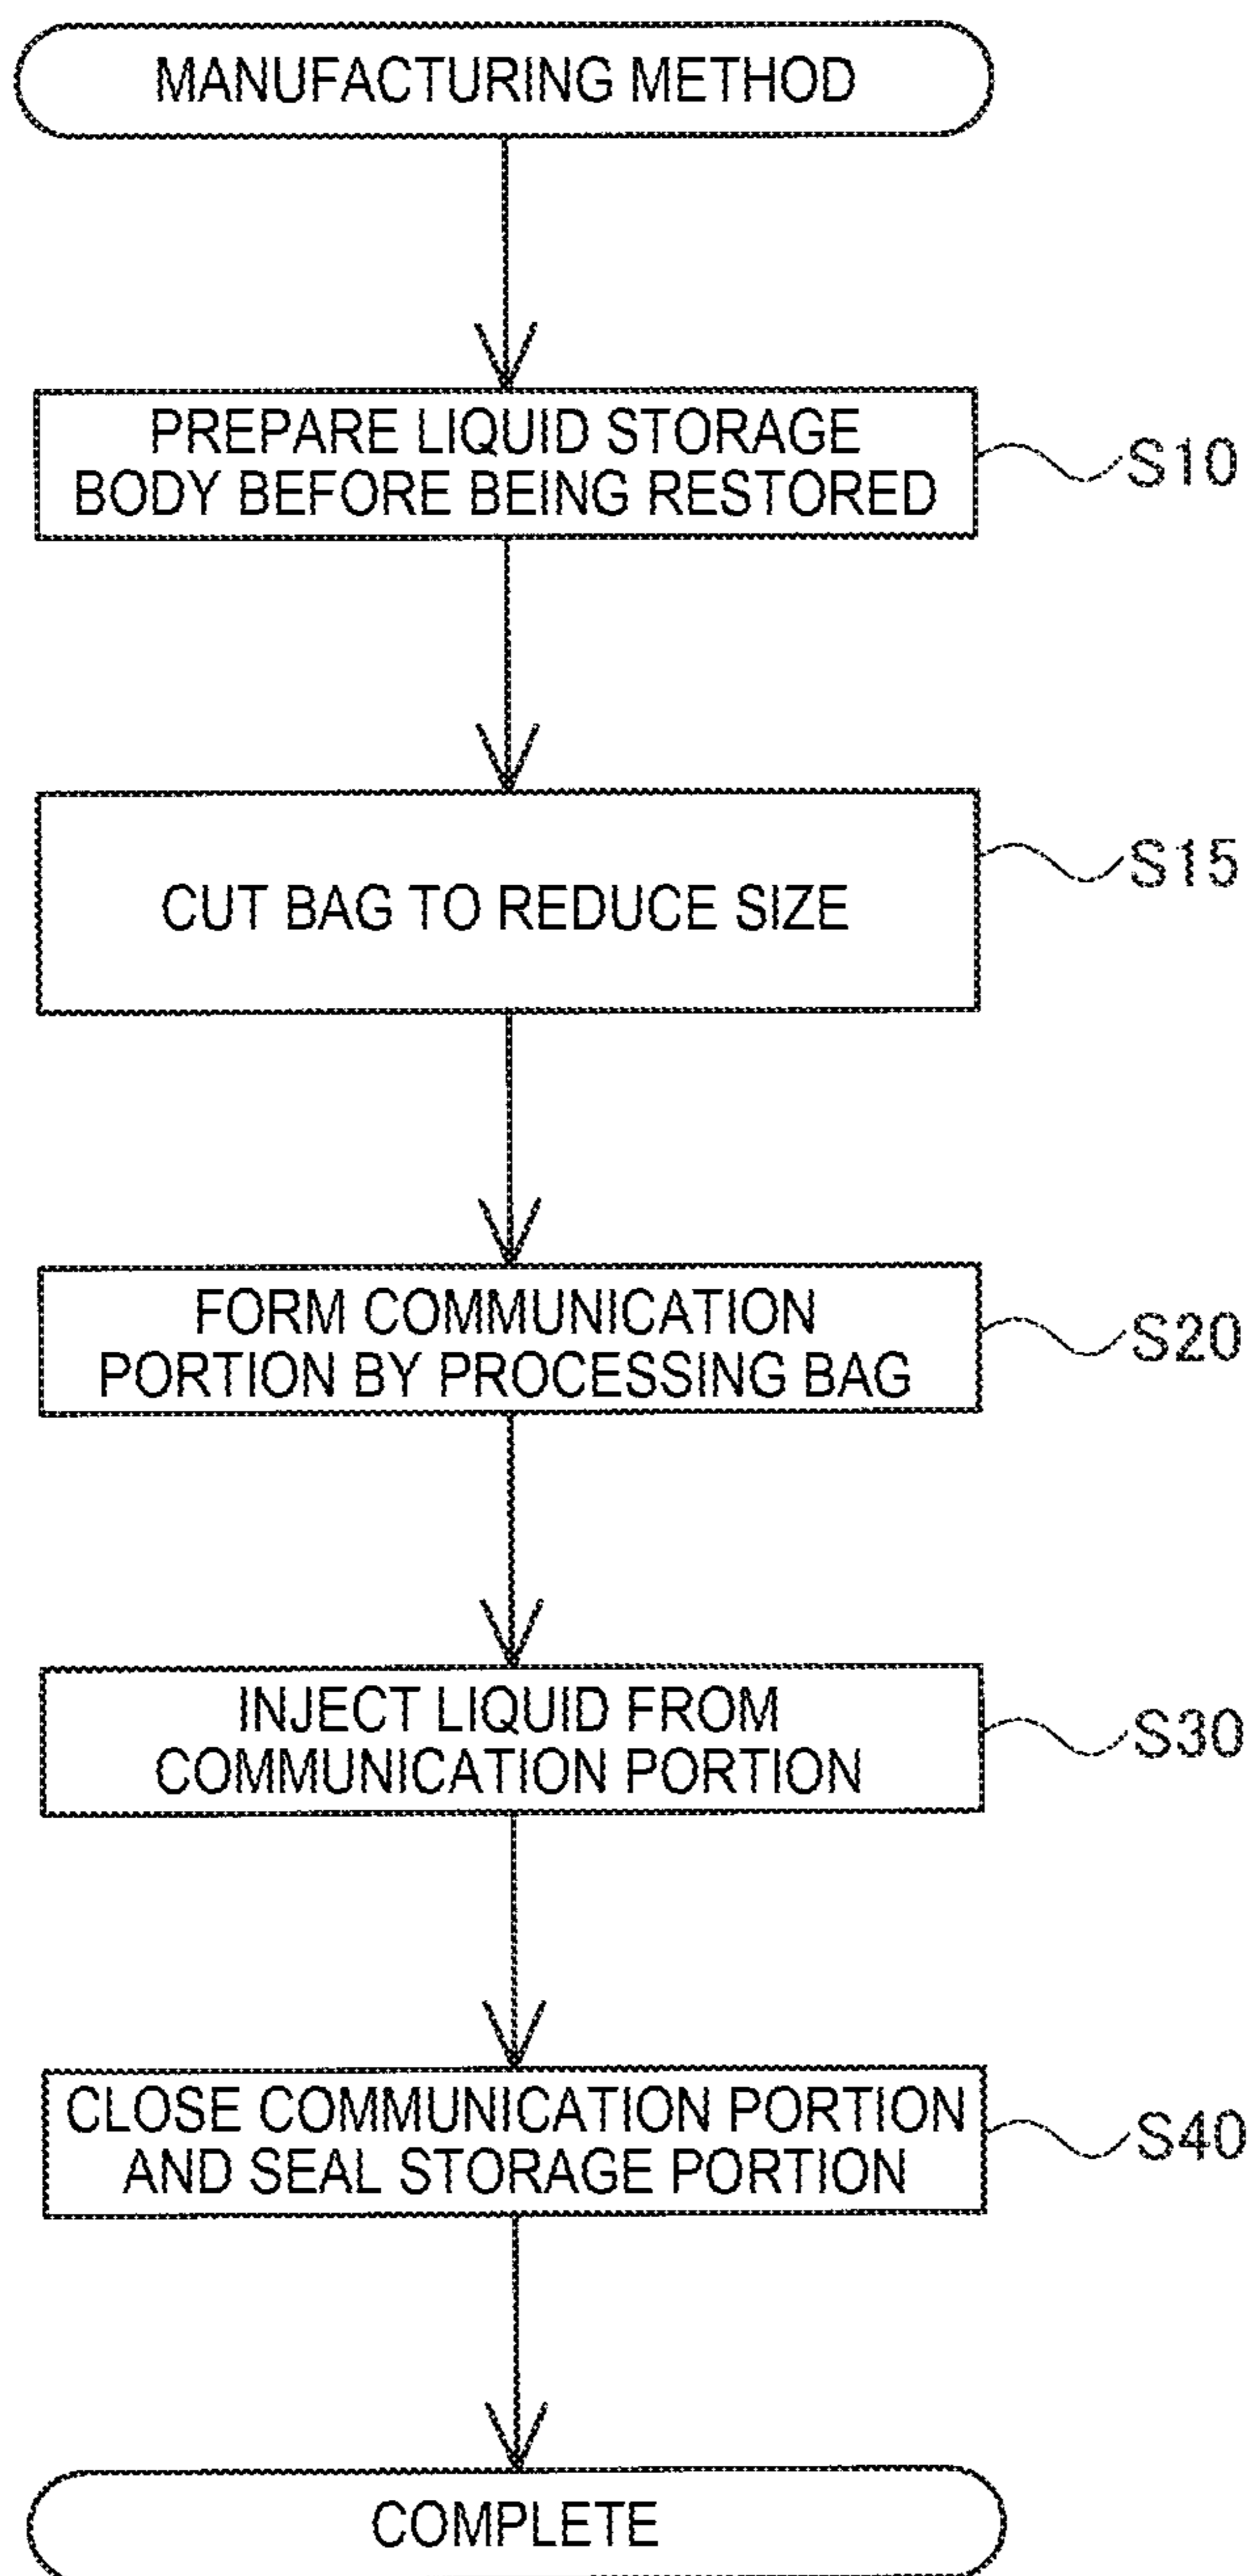 MANUFACTURING METHOD
PREPARE LIQUID STORAGE
BODY BEFORE BEING RESTORED
S10
CUT BAG TO REDUCE SIZE
S15
FORM COMMUNICATION
PORTION BY PROCESSING BAG
S20
INJECT LIQUID FROM
COMMUNICATION PORTION
S30
CLOSE COMMUNICATION PORTION
AND SEAL STORAGE PORTION
S40
COMPLETE